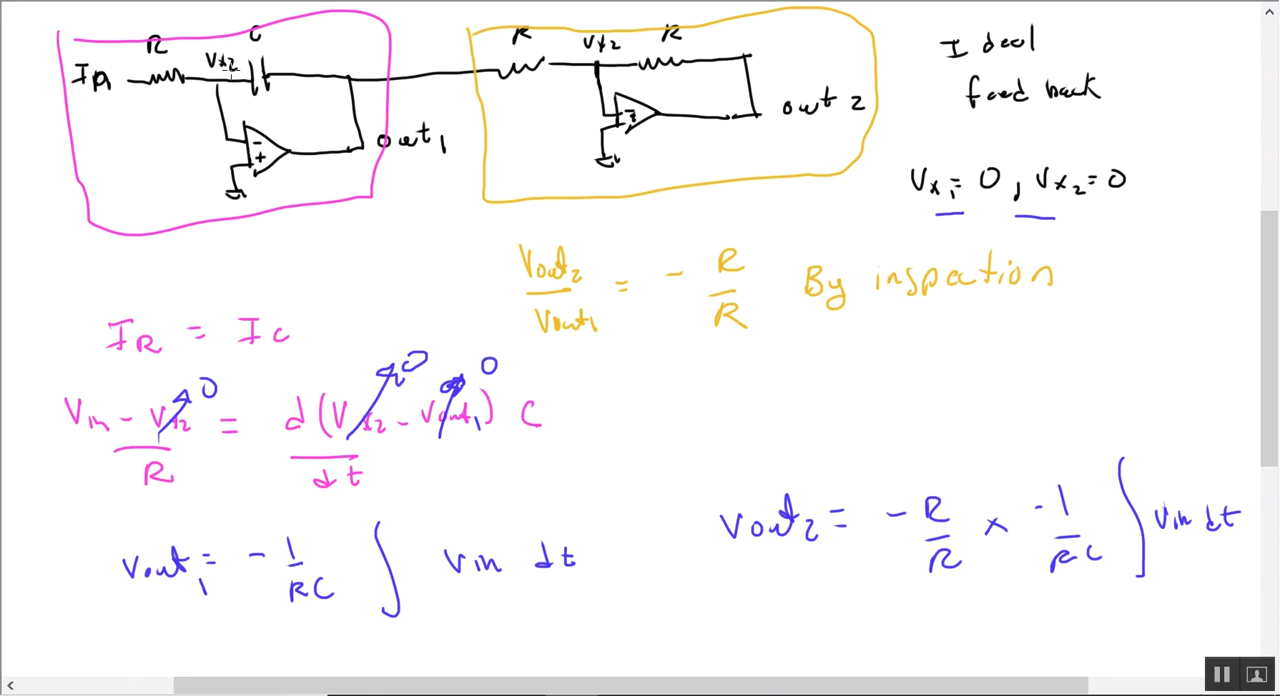 R C R Vx2 R
In Vx2
out1 out2
- +
Ideal
feed back
Vx1 = 0 , Vx2 = 0
Vout2 / Vout1 = - R / R By inspation
IR = IC
Vin - Vx2 / R = d(Vx2 - Vout1) / dt C
0 0 0
Vout1 = - 1 / RC ∫ Vin dt
Vout2 = - R / R × -1 / RC ∫ Vin dt